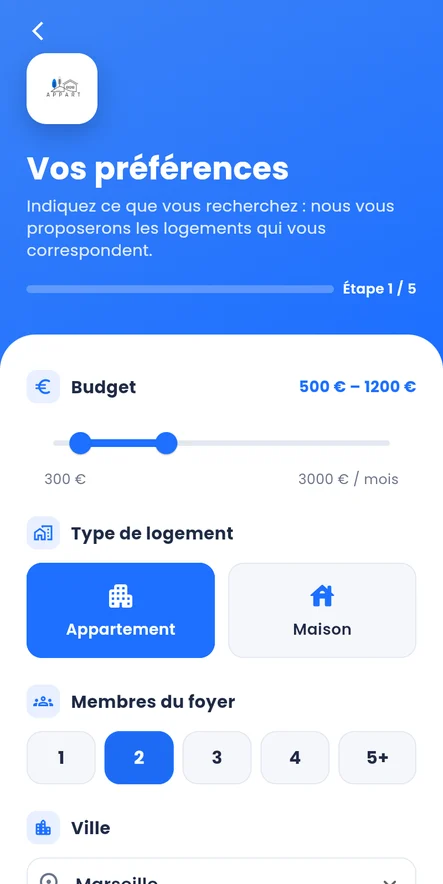 APPART
Vos préférences
Indiquez ce que vous recherchez : nous vous
proposerons les logements qui vous
correspondent.
Étape 1 / 5
Budget
500 € – 1200 €
300 €
3000 € / mois
Type de logement
Appartement
Maison
Membres du foyer
1
2
3
4
5+
Ville
Marseille